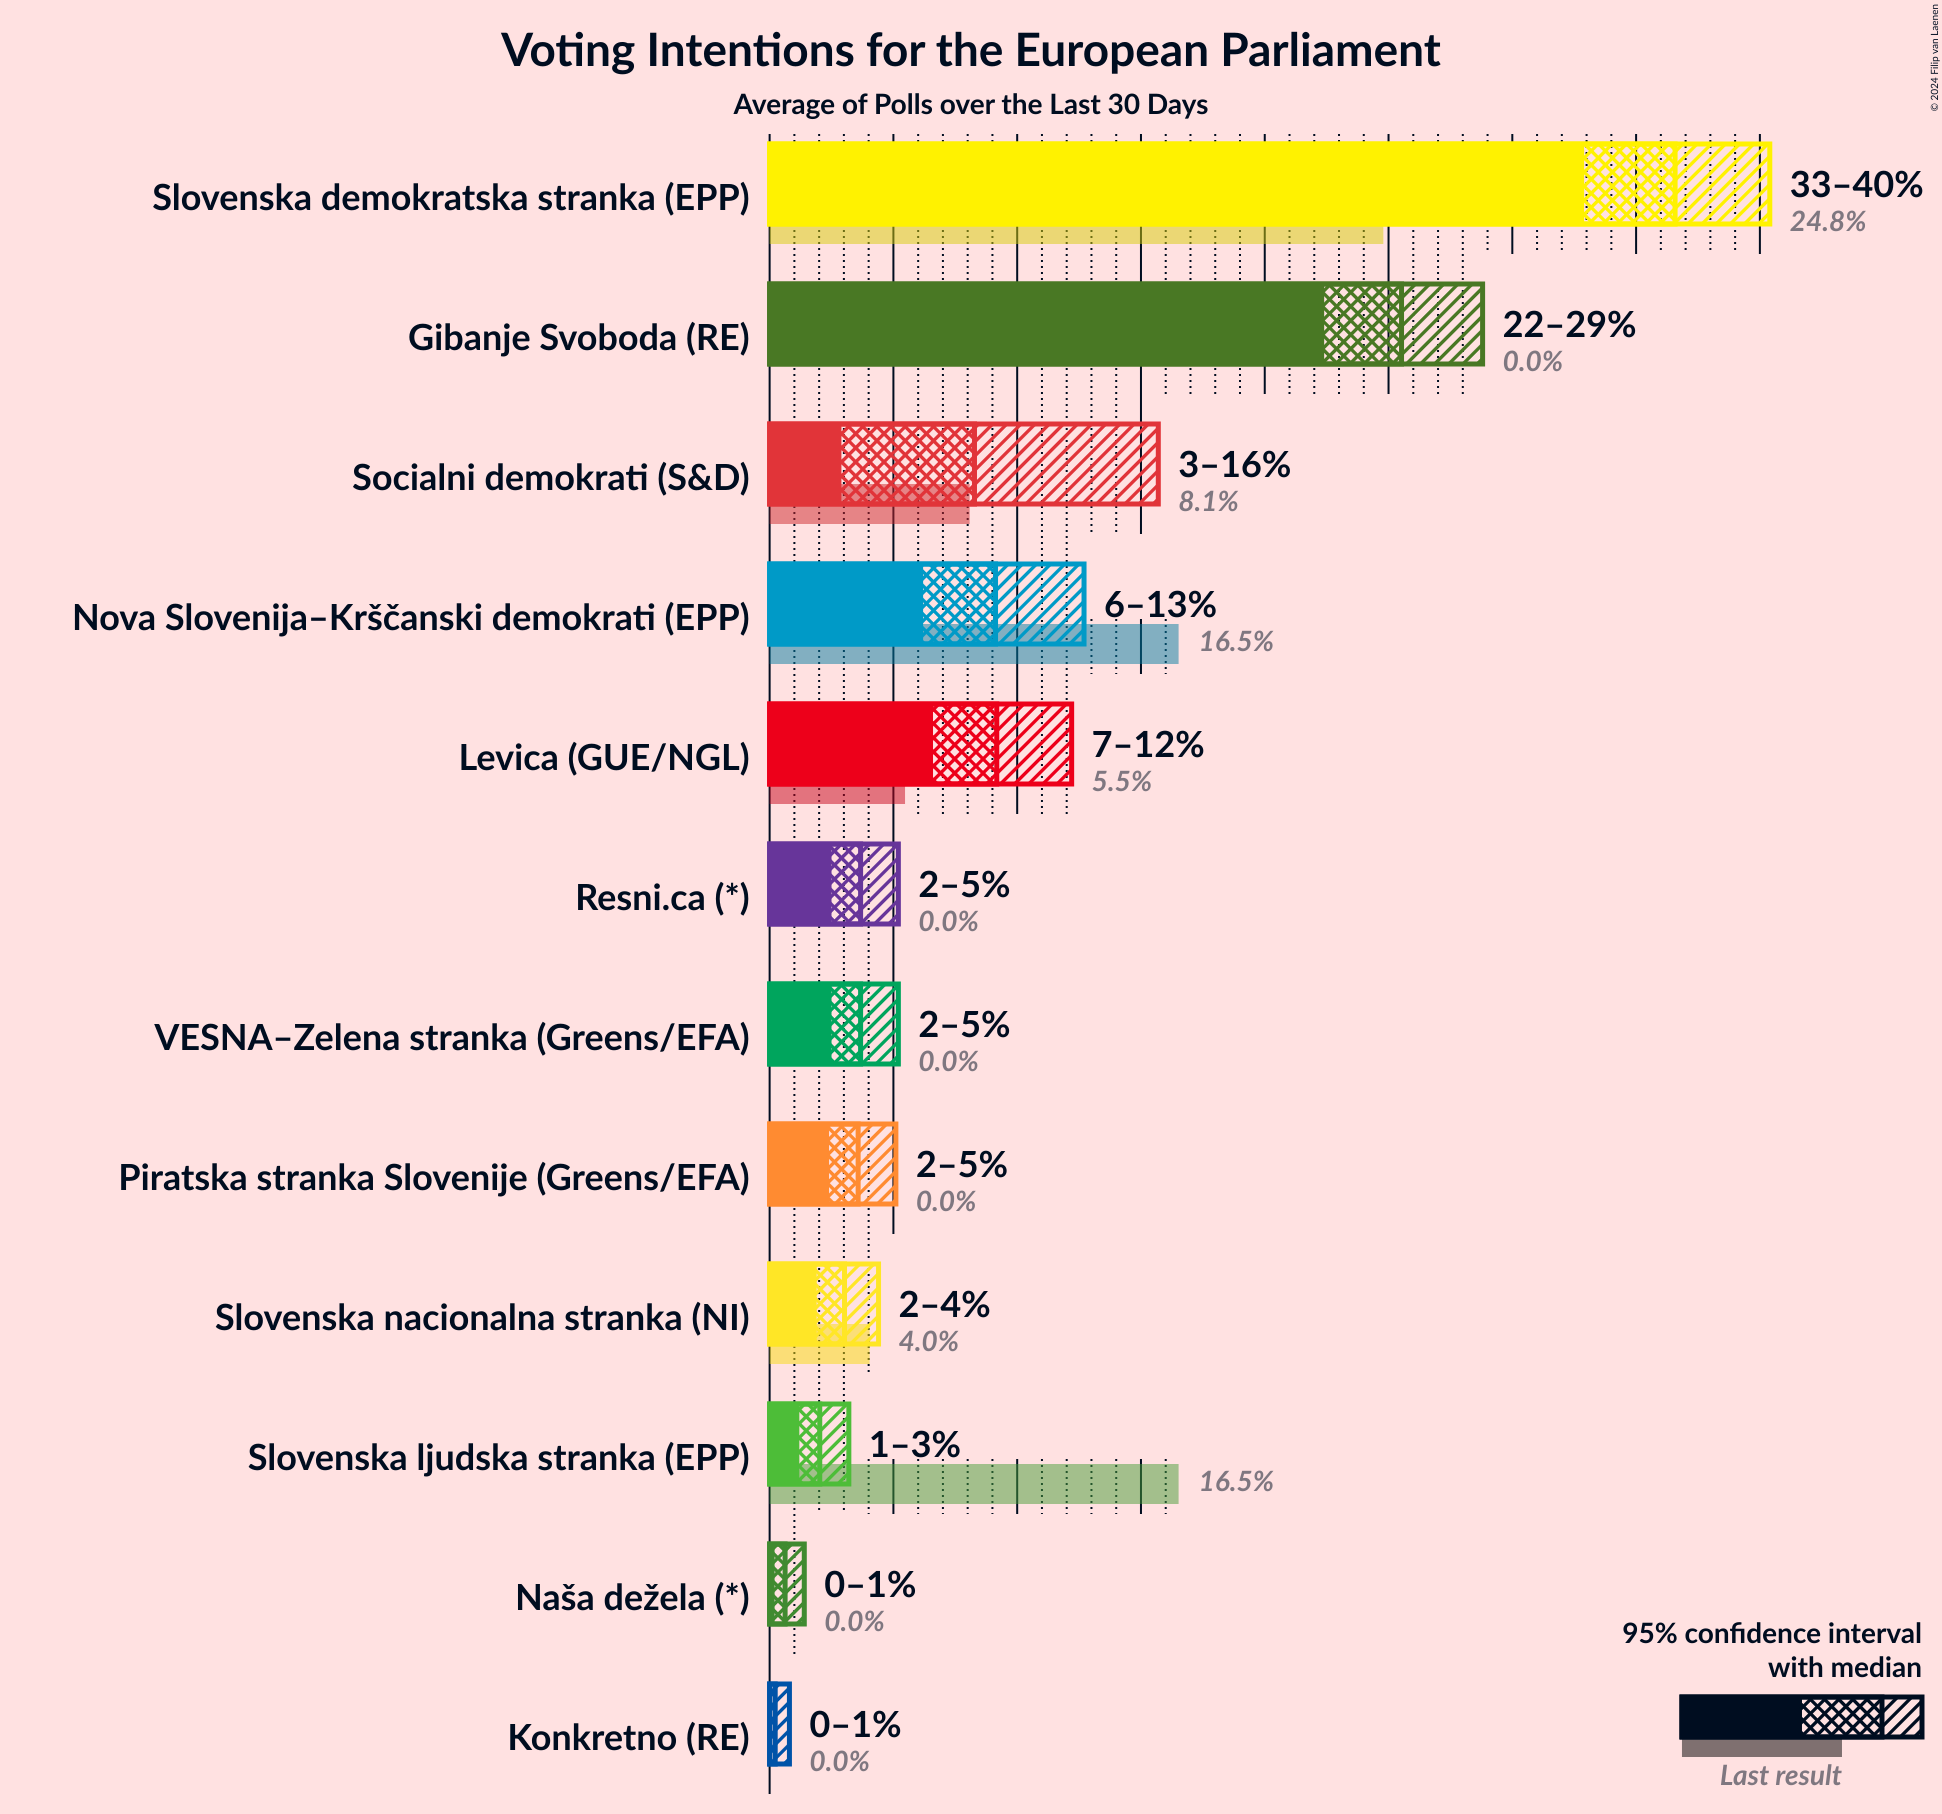 © 2024 Filip van Laenen
Voting Intentions for the European Parliament
Average of Polls over the Last 30 Days
Slovenska demokratska stranka (EPP)
33–40%
24.8%
Gibanje Svoboda (RE)
22–29%
0.0%
Socialni demokrati (S&D)
3–16%
8.1%
Nova Slovenija–Krščanski demokrati (EPP)
6–13%
16.5%
Levica (GUE/NGL)
7–12%
5.5%
Resni.ca (*)
2–5%
0.0%
VESNA–Zelena stranka (Greens/EFA)
2–5%
0.0%
Piratska stranka Slovenije (Greens/EFA)
2–5%
0.0%
Slovenska nacionalna stranka (NI)
2–4%
4.0%
Slovenska ljudska stranka (EPP)
1–3%
16.5%
Naša dežela (*)
0–1%
0.0%
Konkretno (RE)
0–1%
0.0%
95% confidence interval
with median
Last result